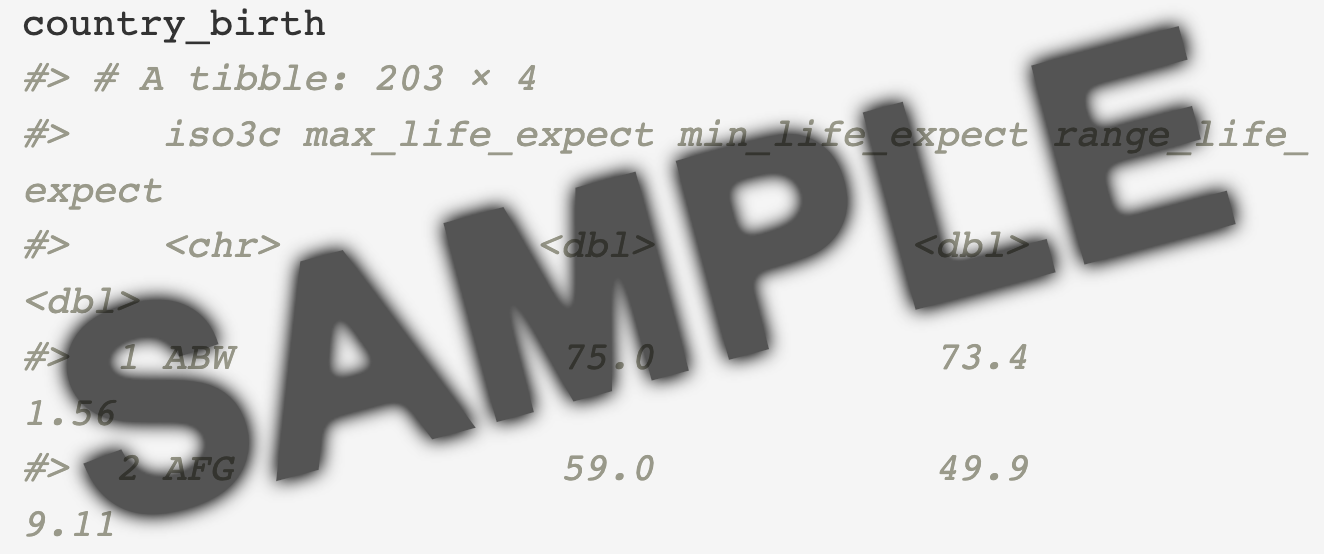 country_birth
#> # A tibble: 203 × 4
#>    iso3c max_life_expect min_life_expect range_life_
expect
#>    <chr>           <dbl>           <dbl>
<dbl>
#>  1 ABW              75.0            73.4
1.56
#>  2 AFG              59.0            49.9
9.11
SAMPLE